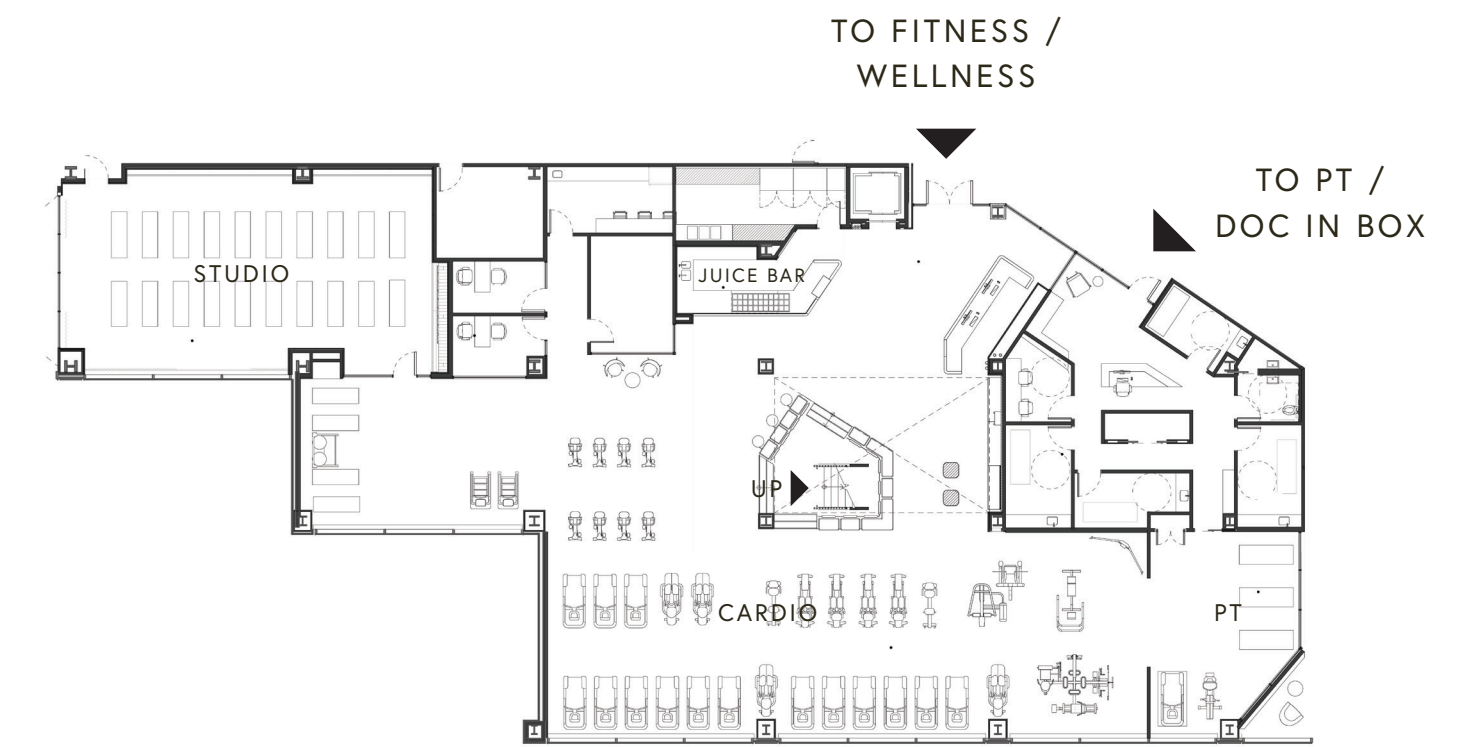 TO FITNESS /
WELLNESS
TO PT /
DOC IN BOX
STUDIO
JUICE BAR
UP
CARDIO
PT